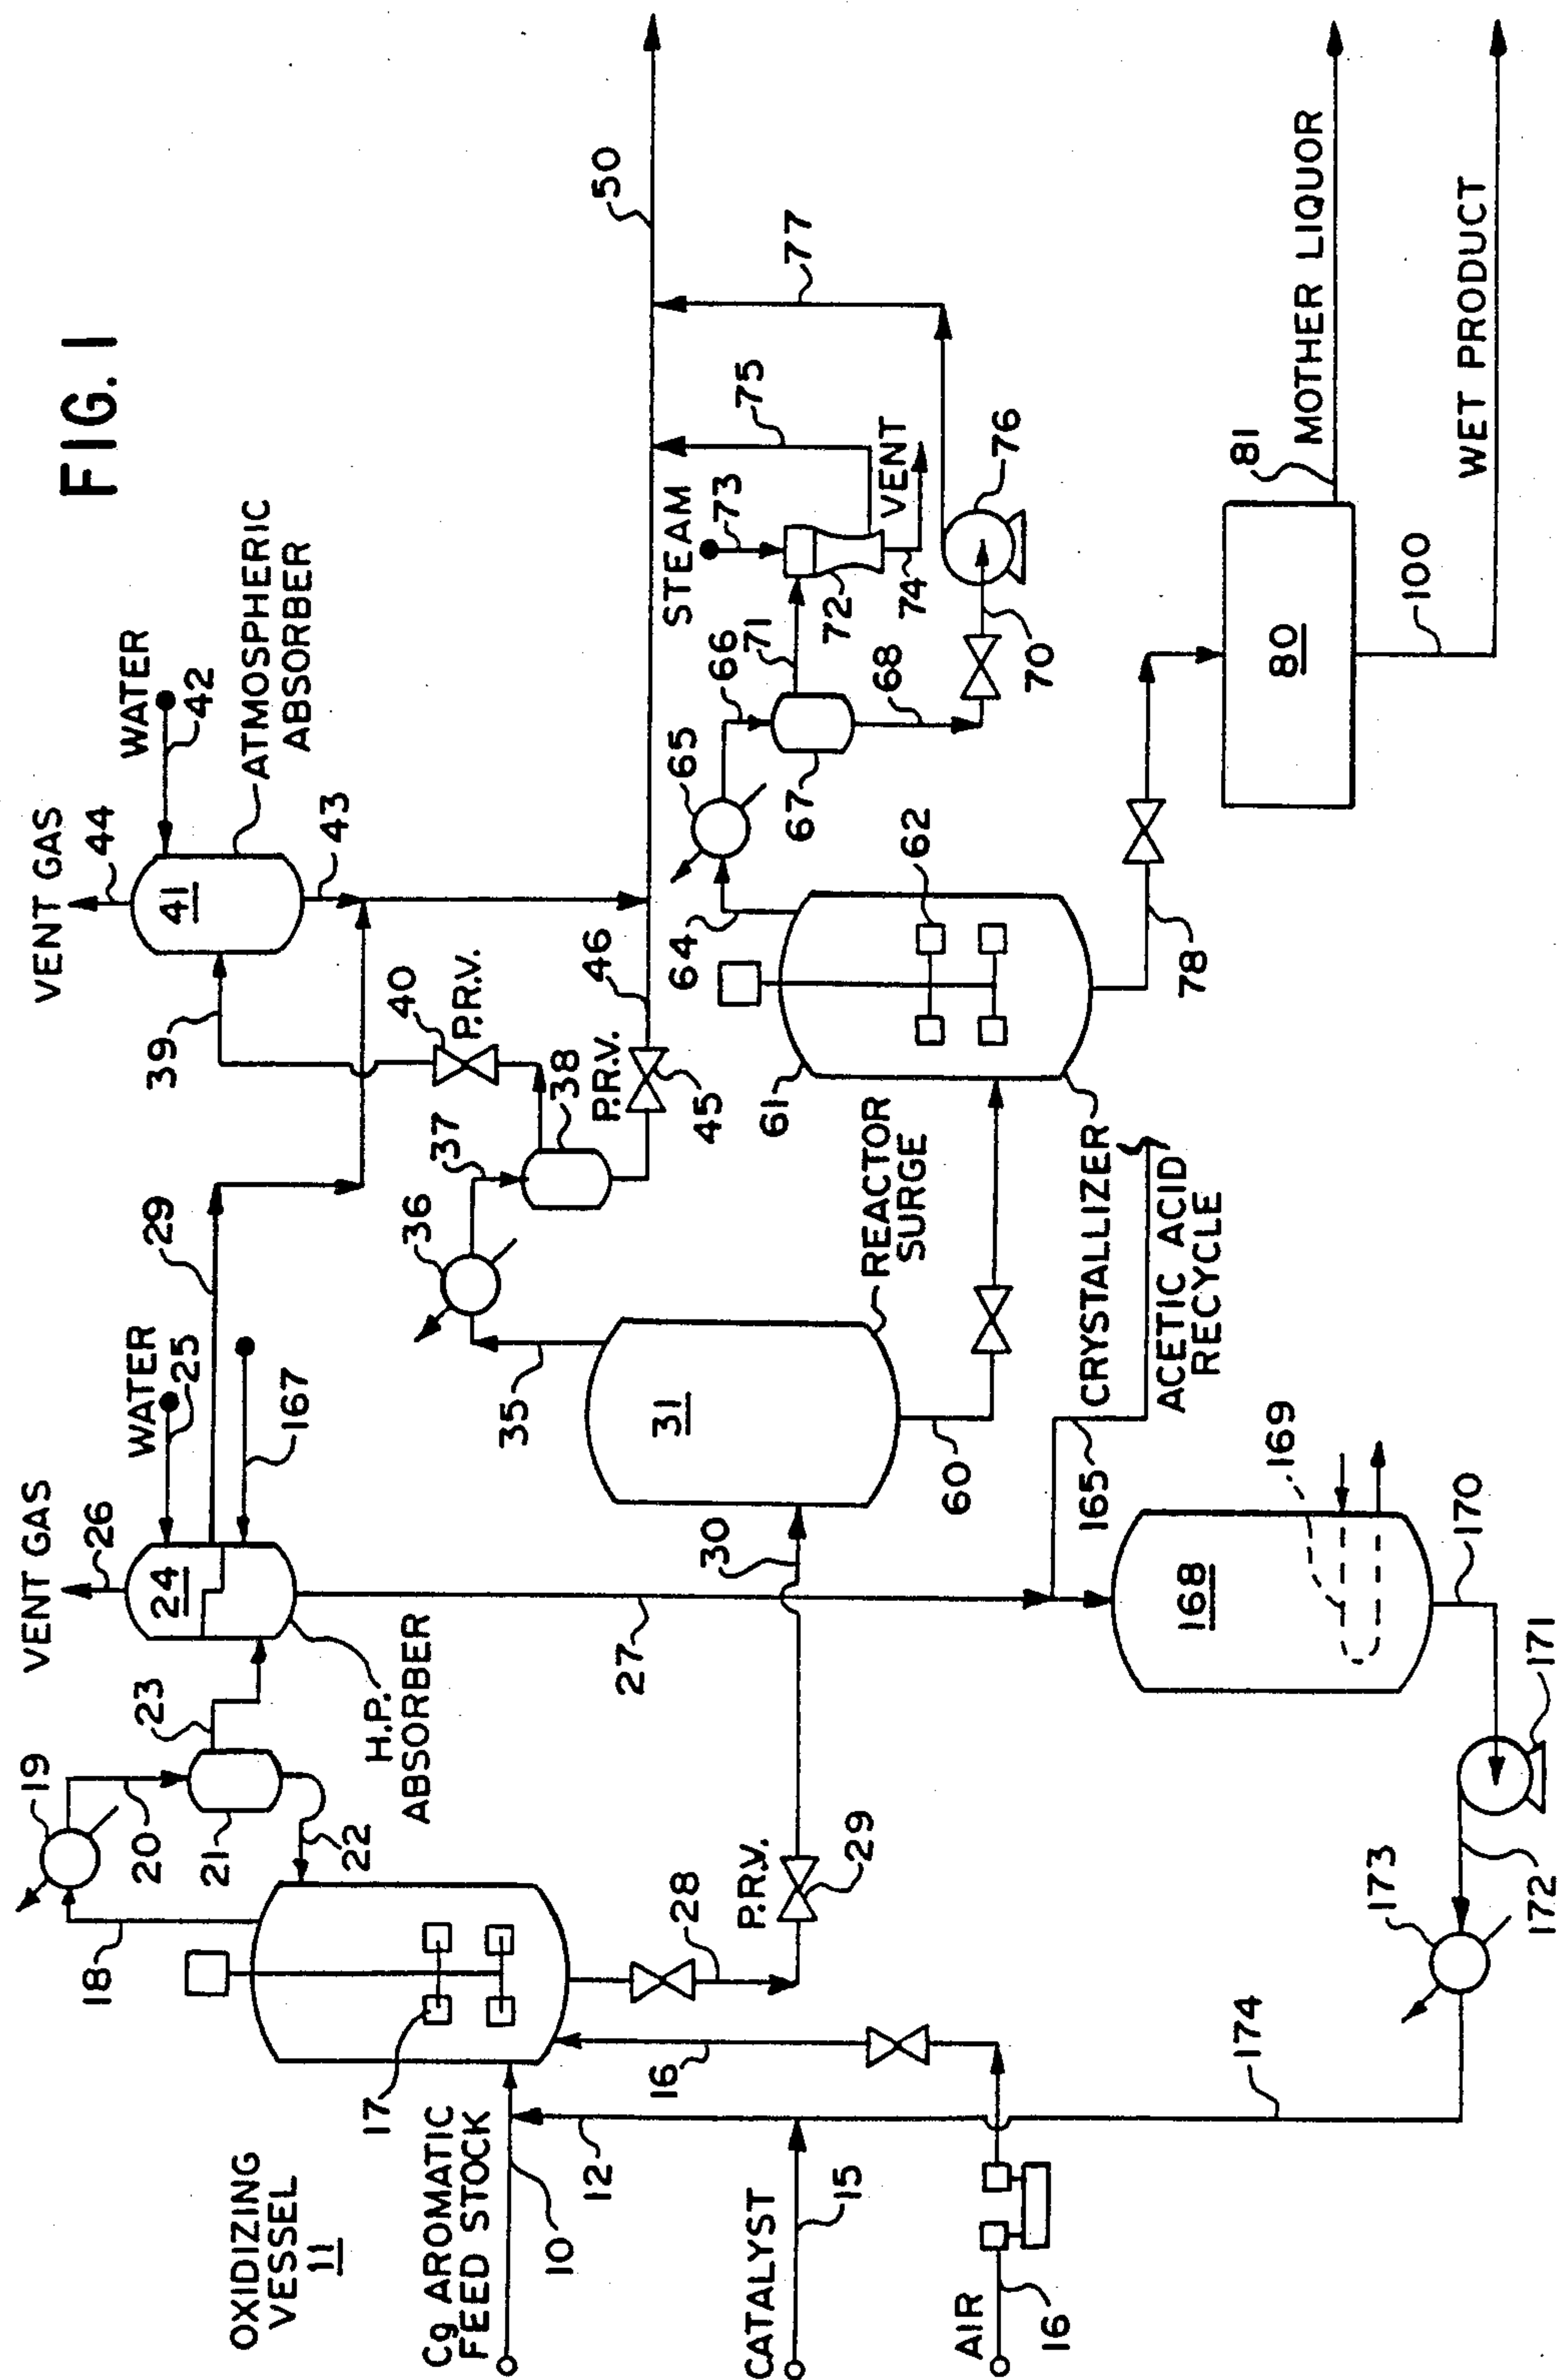 FIG. 1
VENT GAS
26
WATER
25
24
29
167
VENT GAS
44
WATER
42
41
ATMOSPHERIC
ABSORBER
43
19
20
21
22
23
18
H.P.
ABSORBER
39
40
P.R.V.
37
36
38
P.R.V.
45
46
50
OXIDIZING
VESSEL
11
17
35
31
REACTOR
SURGE
STEAM
73
75
77
65
66
71
72
74
VENT
67
68
70
76
64
62
61
C9 AROMATIC
FEED STOCK
10
12
16
28
P.R.V.
29
27
30
60
CRYSTALLIZER
78
CATALYST
15
165
ACETIC ACID
RECYCLE
80
81
MOTHER LIQUOR
AIR
16
174
173
172
171
170
168
169
100
WET PRODUCT